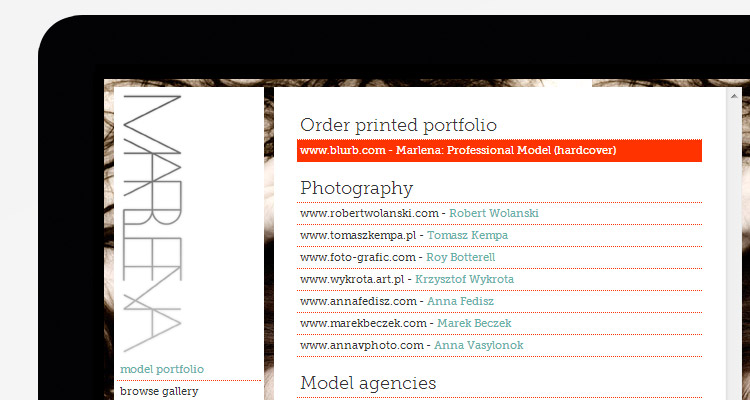 MARLENA
model portfolio
browse gallery
Order printed portfolio
www.blurb.com - Marlena: Professional Model (hardcover)
Photography
www.robertwolanski.com - Robert Wolanski
www.tomaszkempa.pl - Tomasz Kempa
www.foto-grafic.com - Roy Botterell
www.wykrota.art.pl - Krzysztof Wykrota
www.annafedisz.com - Anna Fedisz
www.marekbeczek.com - Marek Beczek
www.annavphoto.com - Anna Vasylonok
Model agencies